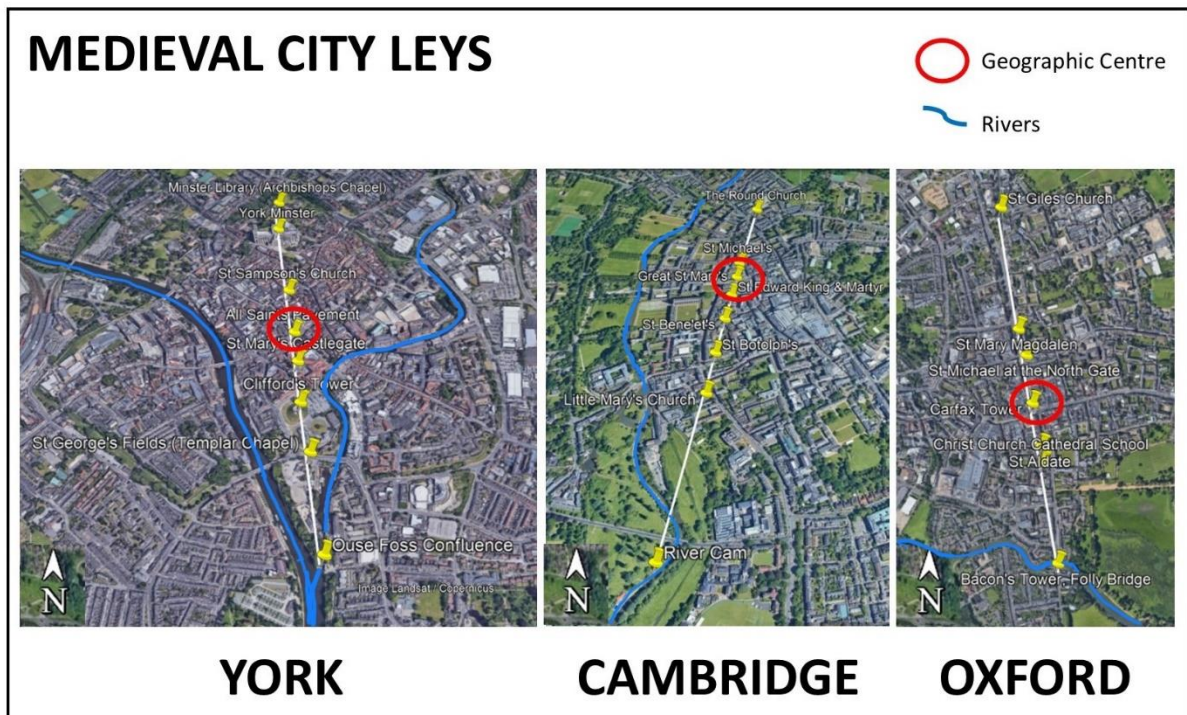 MEDIEVAL CITY LEYS
Geographic Centre
Rivers
Minster Library (Archbishops Chapel)
York Minster
St Sampson's Church
All Saints Pavement
St Mary's Castlegate
Clifford's Tower
St George's Fields (Templar Chapel)
Ouse Foss Confluence
Image Landsat / Copernicus
N
The Round Church
St Michael's
Great St Mary's
St Edward King & Martyr
St Bene'et's
St Botolph's
Little Mary's Church
River Cam
N
St Giles Church
St Mary Magdalen
St Michael at the North Gate
Carfax Tower
Christ Church Cathedral School
St Aldate
Bacon's Tower, Folly Bridge
N
YORK
CAMBRIDGE
OXFORD